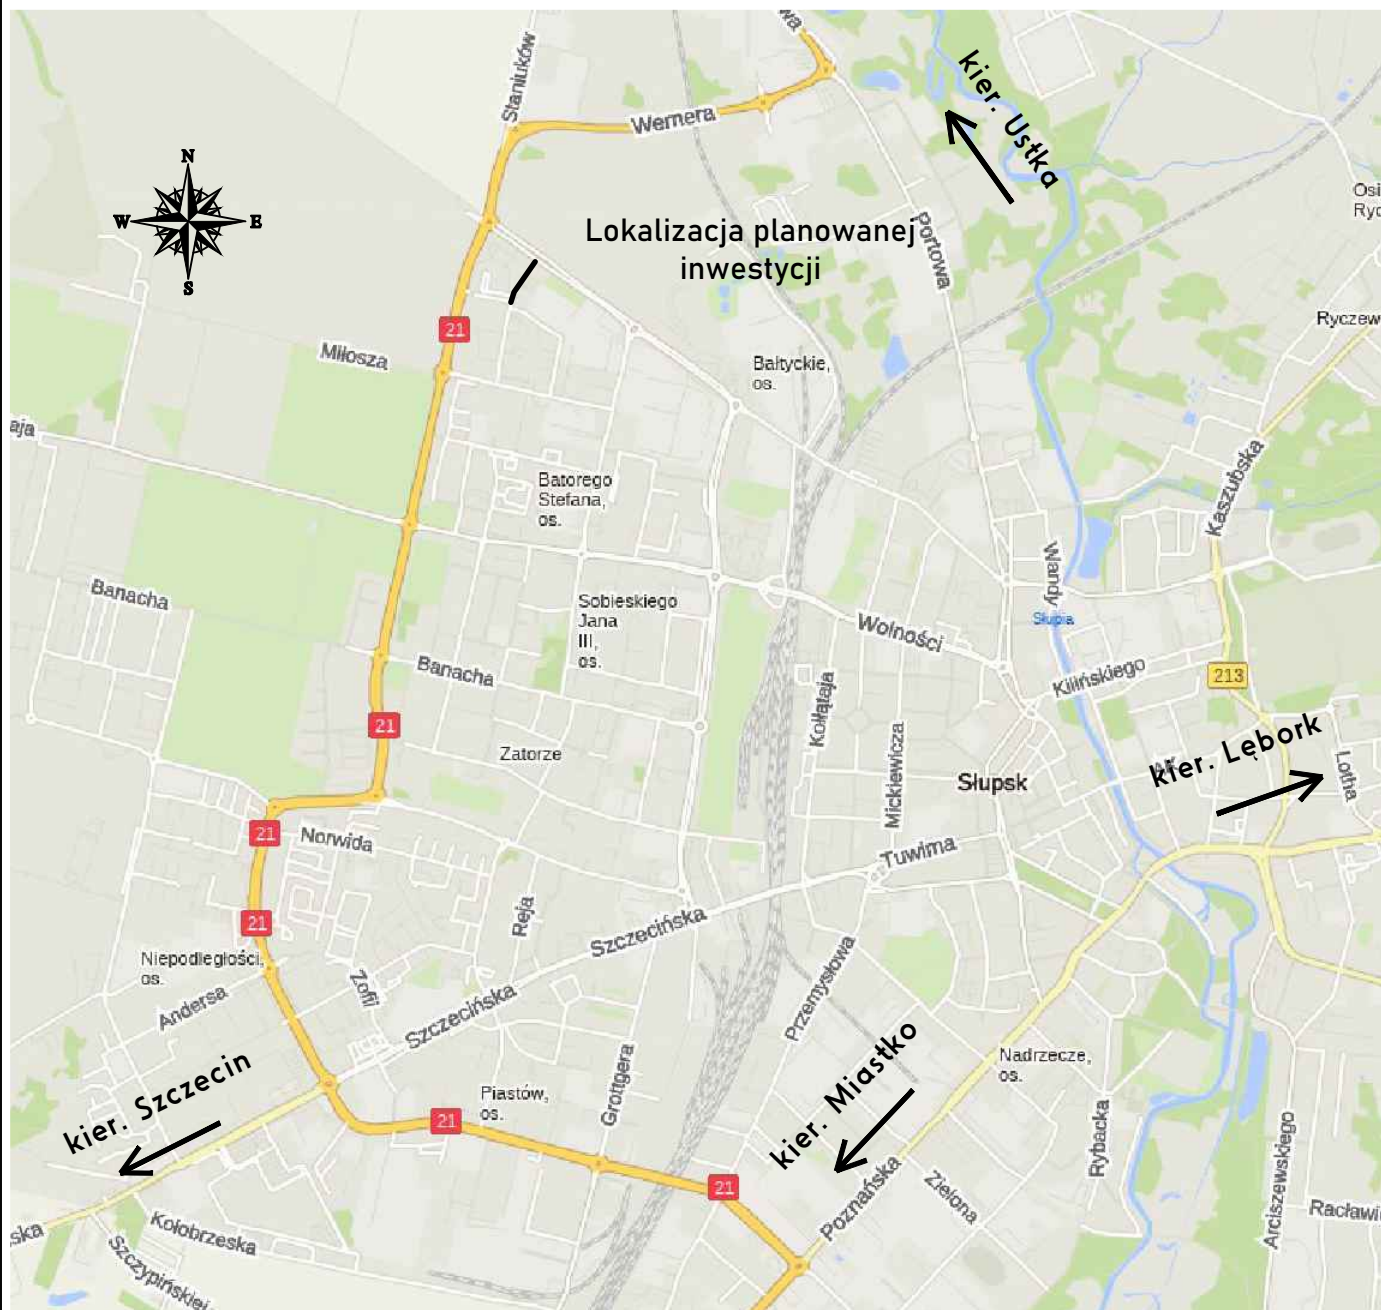 wa
Staniuków
Wernera
kier. Ustka
N
W
E
S
Osi
Ryc
Lokalizacja planowanej
inwestycji
Portowa
21
Ryczew
Miłosza
Bałtyckie,
os.
aja
Batorego
Stefana,
os.
Kaszubska
Wandy
Banacha
Sobieskiego
Jana
III,
os.
Słupia
Wolności
Banacha
Kilińskiego
213
Kołłątaja
21
Mickiewicza
Zatorze
kier. Lębork
AK
Lotha
Słupsk
21
Norwida
Tuwima
Reja
21
Szczecińska
Niepodległości,
os.
Zofii
Andersa
Przemysłowa
Szczecińska
kier. Szczecin
Piastów,
os.
Grottgera
kier. Miastko
Nadrzecze,
os.
21
Rybacka
Arciszewskiego
21
Poznańska
Zielona
Racławi
ska
Kołobrzeska
Szczypińskiej